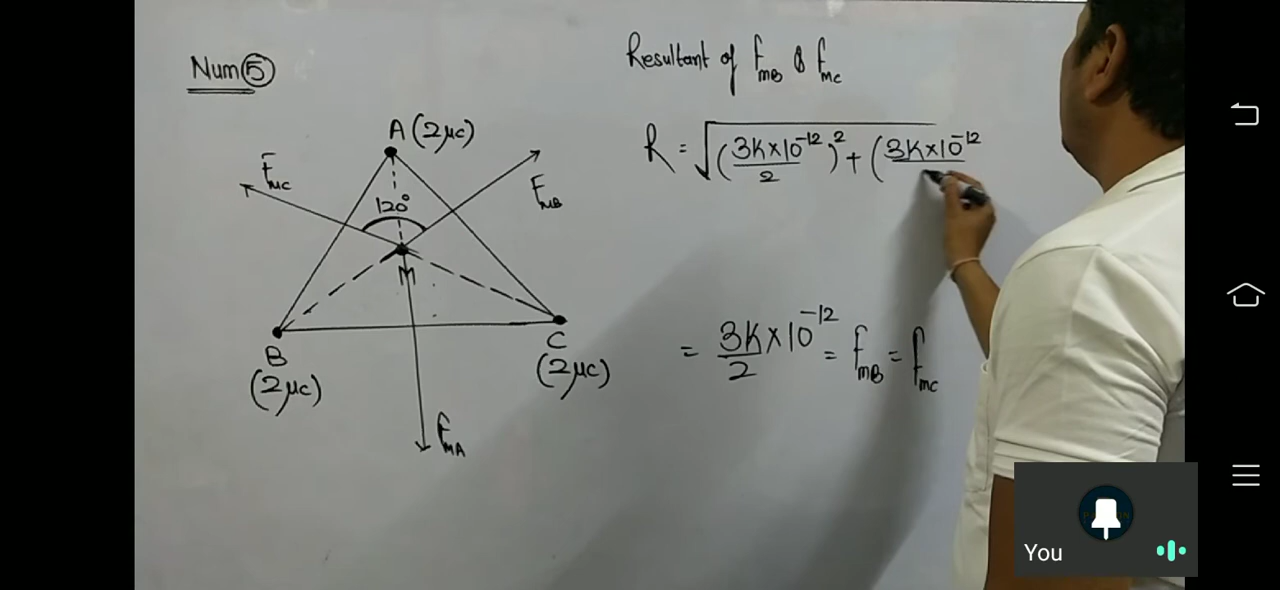 Num 5
Resultant of F_MB & F_MC
A (2μc)
R = √(3K×10⁻¹²/2)² + (3K×10⁻¹²
F_MC
F_MB
120°
M
= 3K/2 × 10⁻¹² = F_MB = F_MC
B
(2μc)
C
(2μc)
F_MA
You